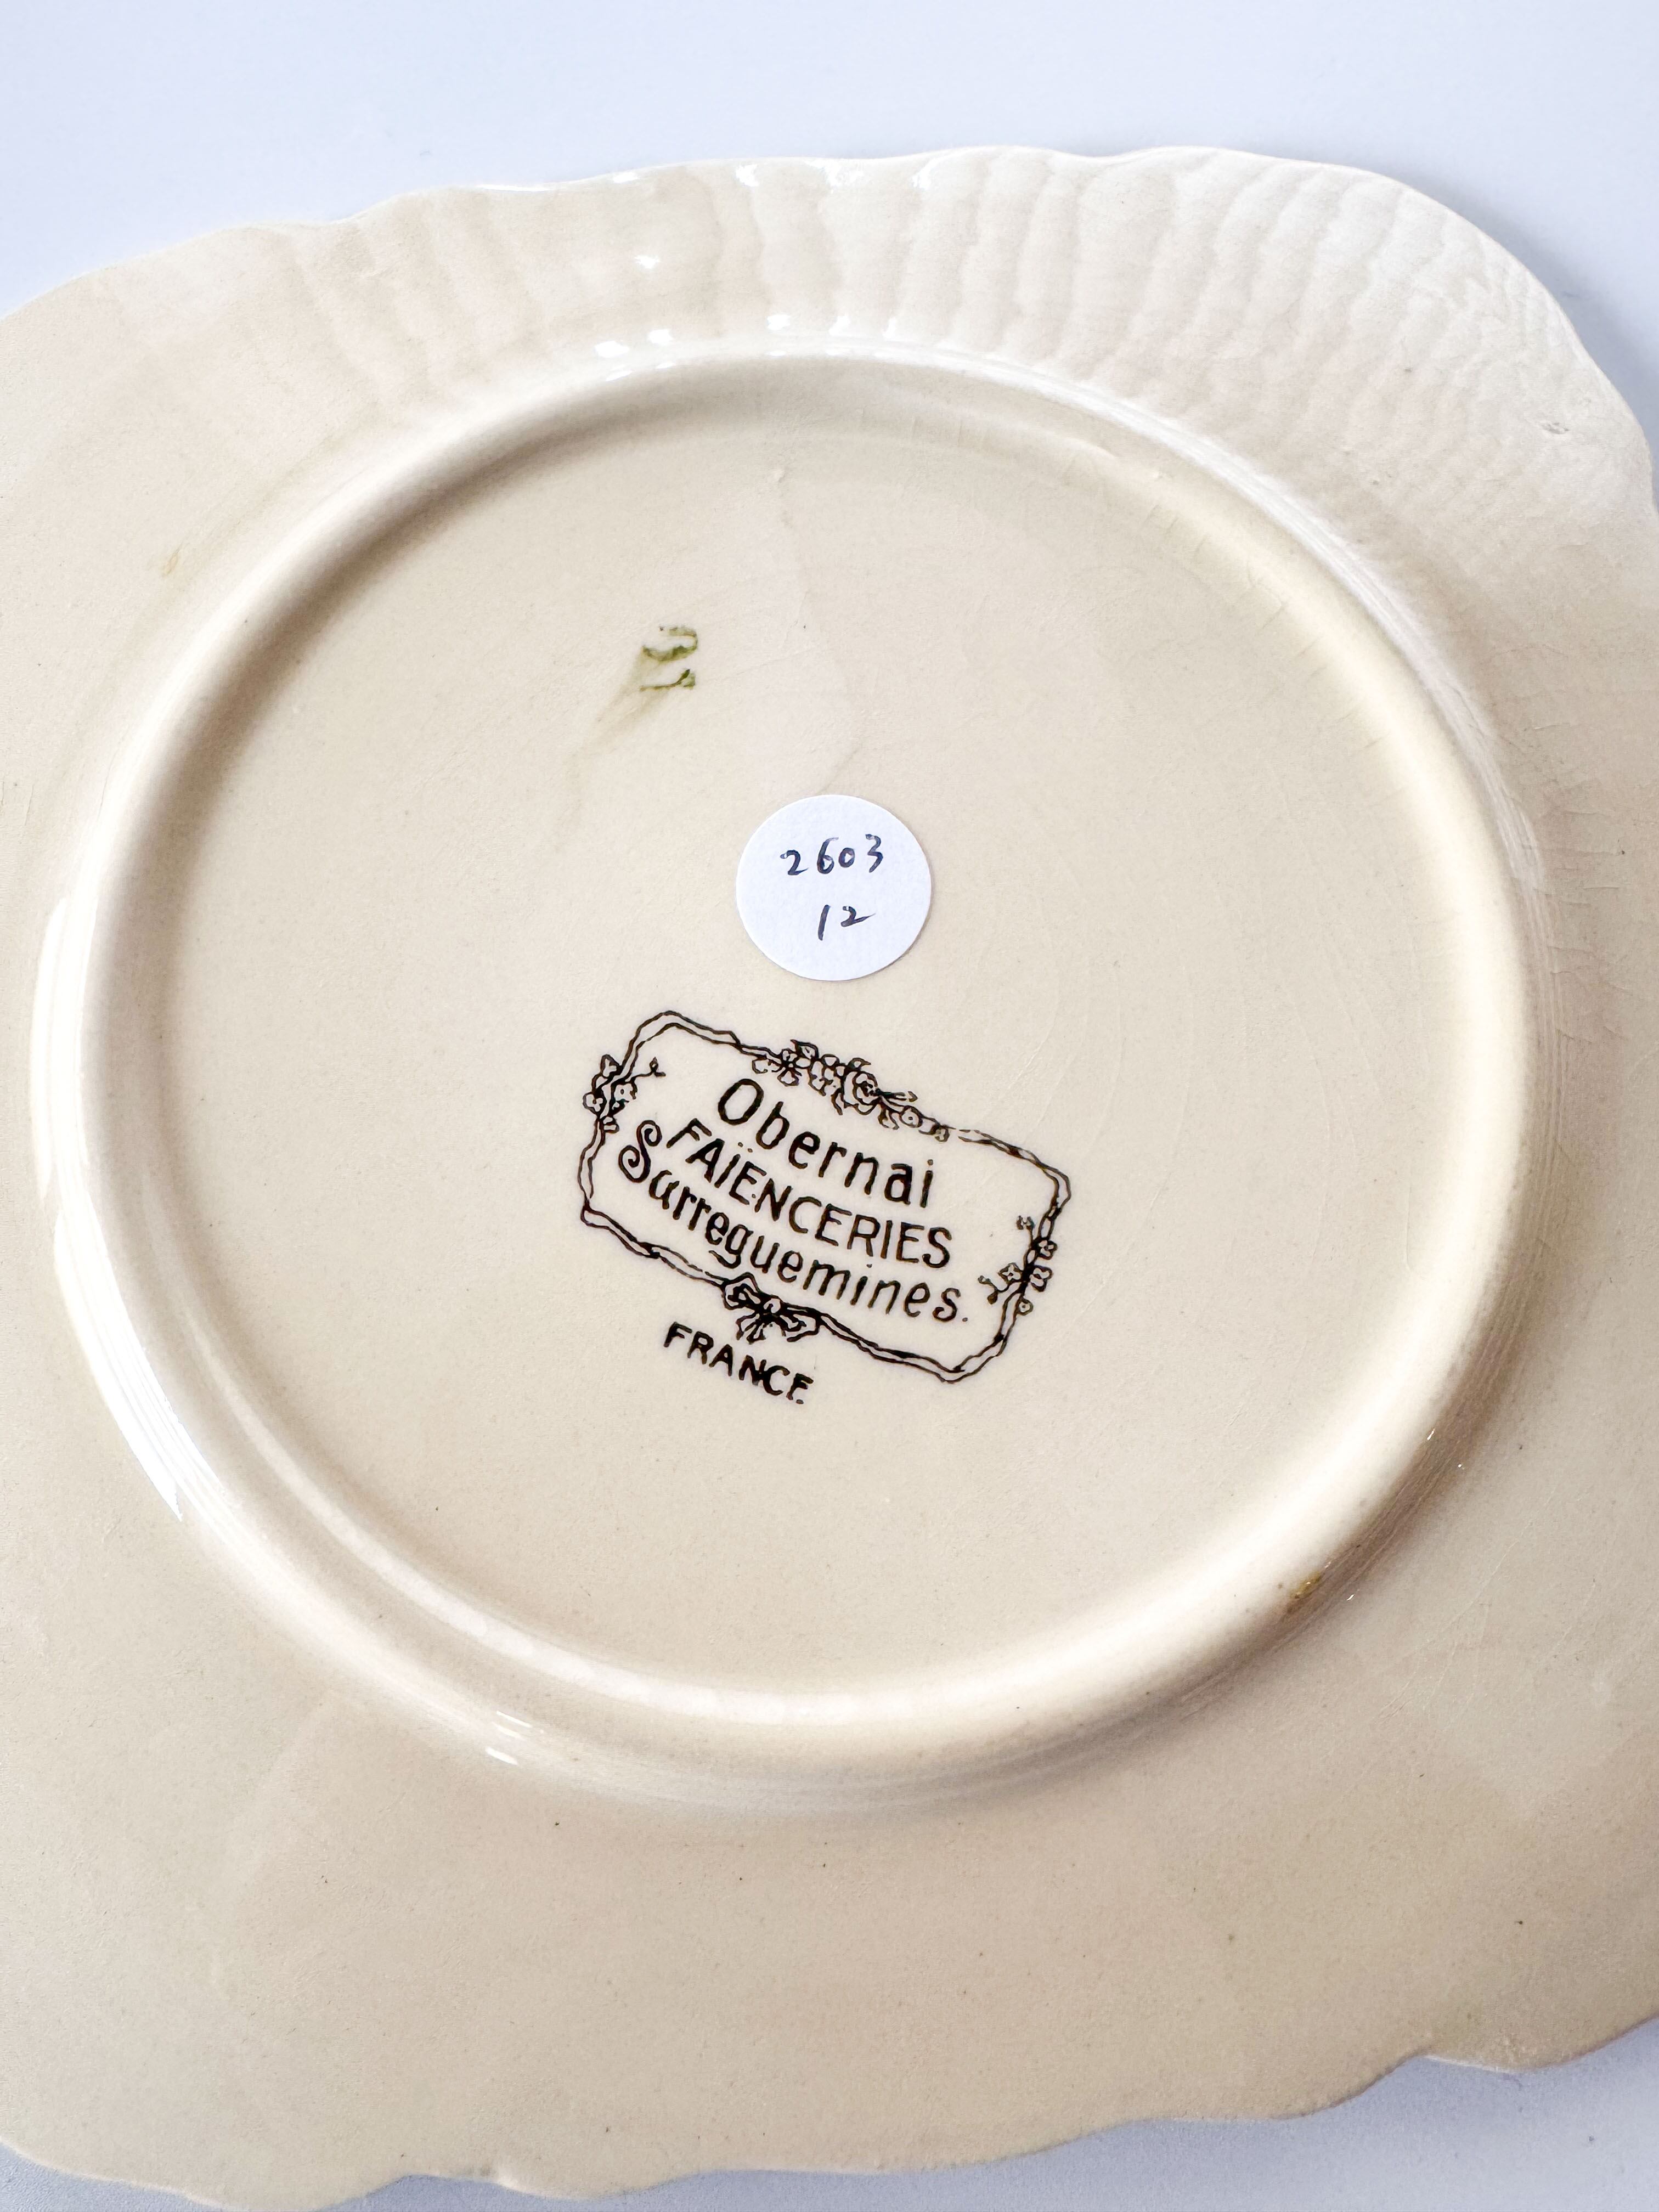 2603
12
Obernai
FAÏENCERIES
Sarreguemines.
FRANCE